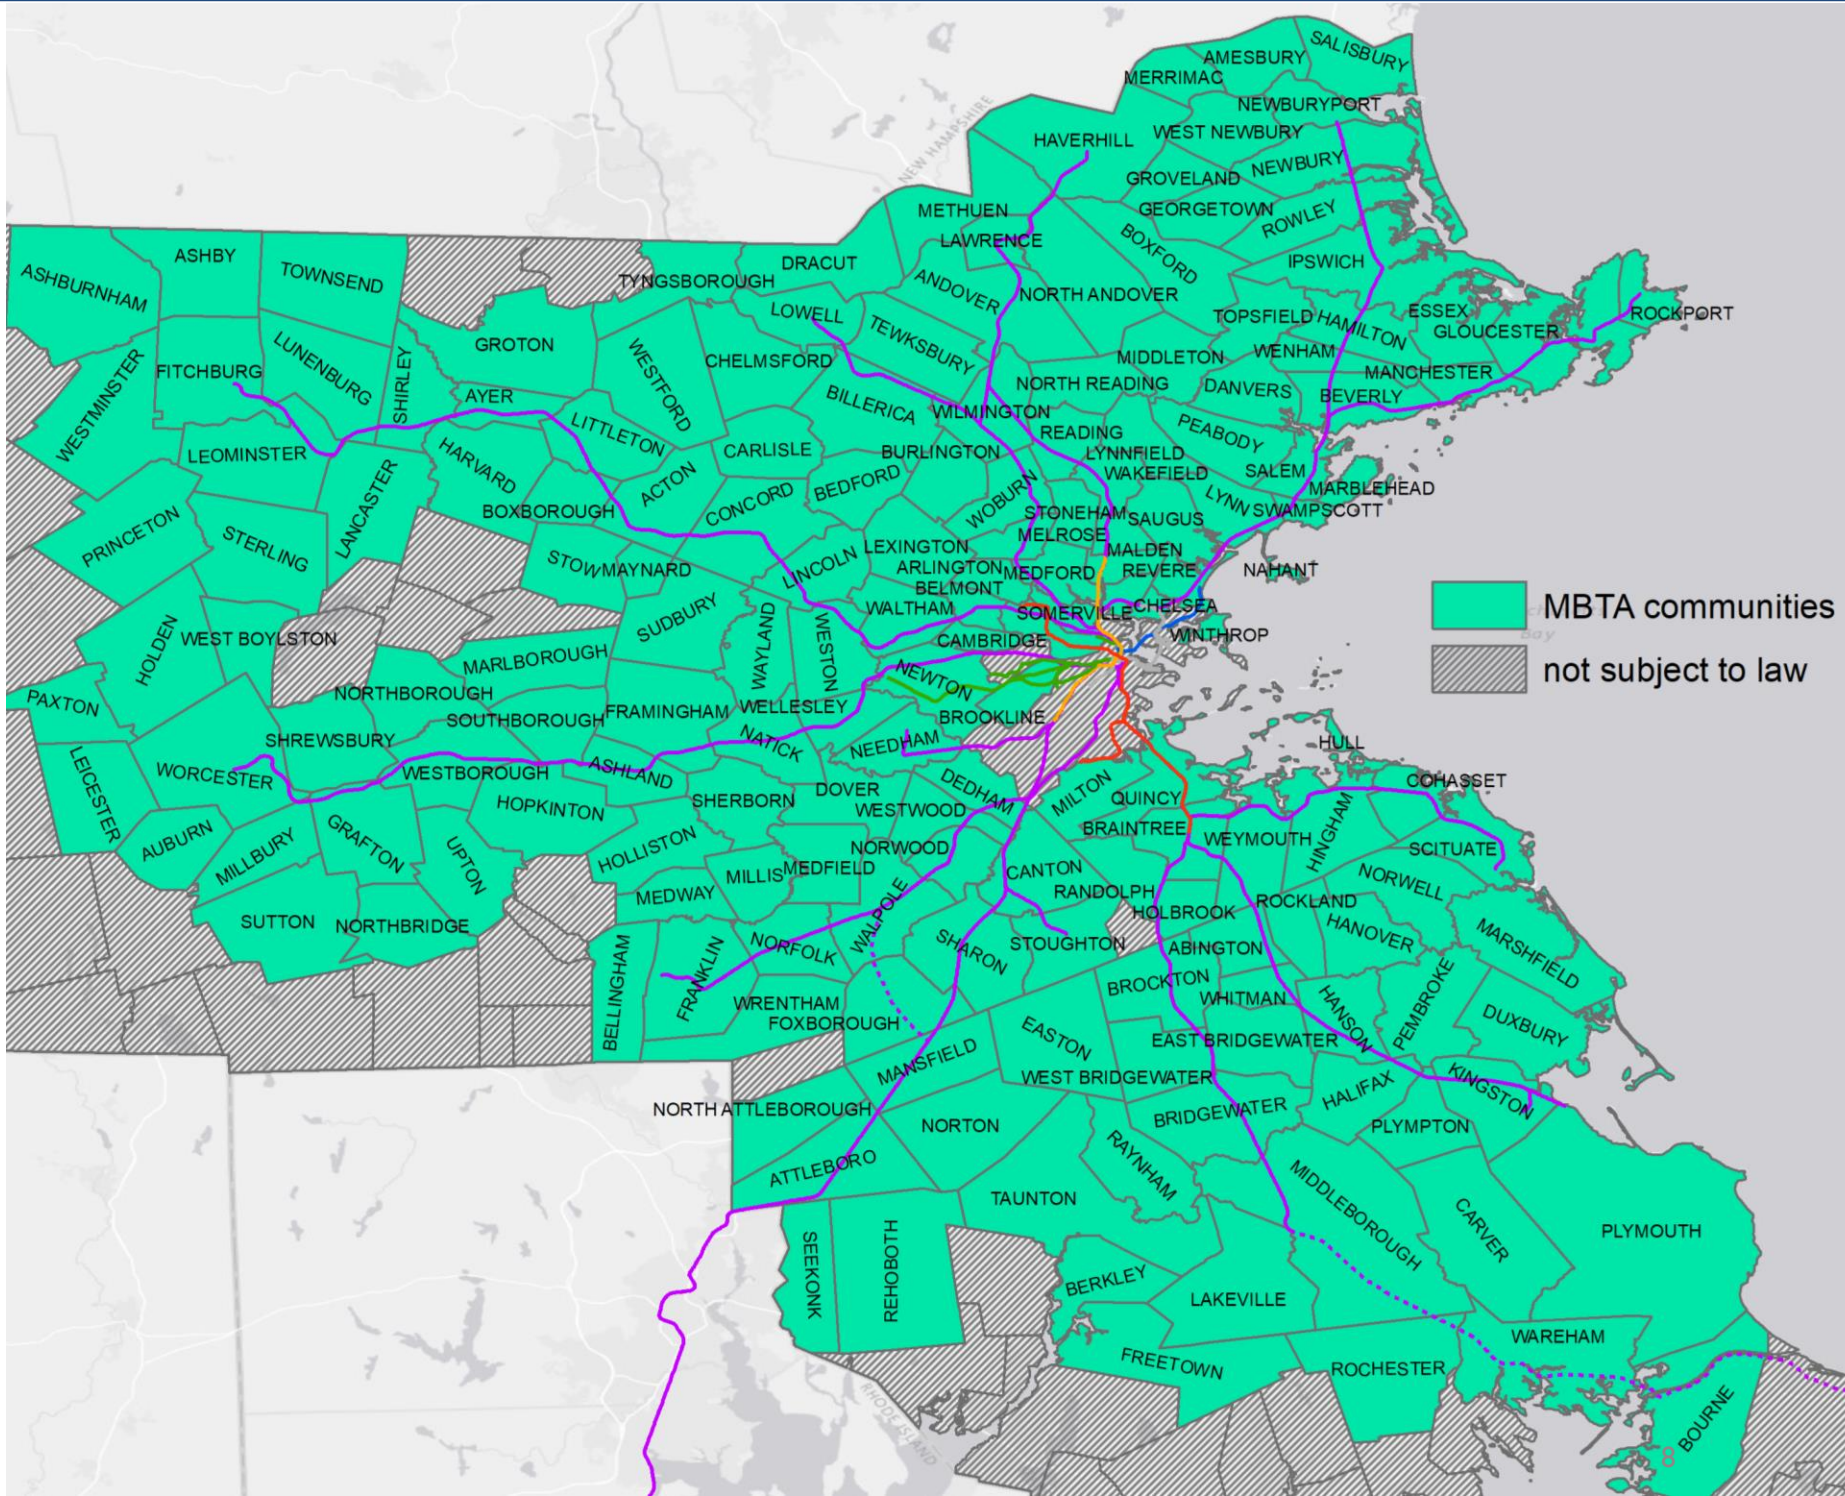 SALISBURY
AMESBURY
MERRIMAC
NEWBURYPORT
WEST NEWBURY
HAVERHILL
NEW HAMPSHIRE
NEWBURY
GROVELAND
GEORGETOWN
ROWLEY
METHUEN
LAWRENCE
BOXFORD
IPSWICH
ASHBY
TOWNSEND
ASHBURNHAM
TYNGSBOROUGH
DRACUT
ANDOVER
NORTH ANDOVER
LOWELL
TEWKSBURY
TOPSFIELD
HAMILTON
ESSEX
GLOUCESTER
ROCKPORT
GROTON
WESTFORD
CHELMSFORD
MIDDLETON
WENHAM
MANCHESTER
WESTMINSTER
FITCHBURG
LUNENBURG
SHIRLEY
AYER
LITTLETON
BILLERICA
WILMINGTON
NORTH READING
DANVERS
BEVERLY
READING
PEABODY
LEOMINSTER
HARVARD
CARLISLE
BURLINGTON
LYNNFIELD
WAKEFIELD
SALEM
LANCASTER
BOXBOROUGH
ACTON
CONCORD
BEDFORD
WOBURN
MARBLEHEAD
LYNN
SWAMPSCOTT
STONEHAM
SAUGUS
PRINCETON
STERLING
MELROSE
LEXINGTON
MALDEN
STOW
MAYNARD
LINCOLN
ARLINGTON
MEDFORD
REVERE
NAHANT
BELMONT
WALTHAM
SOMERVILLE
CHELSEA
MBTA communities
Bay
HOLDEN
WEST BOYLSTON
SUDBURY
WAYLAND
WESTON
CAMBRIDGE
WINTHROP
not subject to law
MARLBOROUGH
NEWTON
PAXTON
NORTHBOROUGH
SOUTHBOROUGH
FRAMINGHAM
WELLESLEY
BROOKLINE
SHREWSBURY
NATICK
NEEDHAM
HULL
LEICESTER
WORCESTER
WESTBOROUGH
ASHLAND
COHASSET
HOPKINTON
SHERBORN
DOVER
WESTWOOD
DEDHAM
MILTON
QUINCY
AUBURN
MILLBURY
GRAFTON
UPTON
HOLLISTON
NORWOOD
BRAINTREE
WEYMOUTH
HINGHAM
SCITUATE
MEDWAY
MILLIS
MEDFIELD
CANTON
RANDOLPH
NORWELL
SUTTON
NORTHBRIDGE
HOLBROOK
ROCKLAND
HANOVER
WALPOLE
NORFOLK
SHARON
STOUGHTON
ABINGTON
MARSHFIELD
BELLINGHAM
FRANKLIN
WRENTHAM
FOXBOROUGH
BROCKTON
WHITMAN
HANSON
PEMBROKE
DUXBURY
MANSFIELD
EASTON
EAST BRIDGEWATER
WEST BRIDGEWATER
HALIFAX
KINGSTON
NORTH ATTLEBOROUGH
NORTON
BRIDGEWATER
PLYMPTON
ATTLEBORO
RAYNHAM
TAUNTON
MIDDLEBOROUGH
CARVER
PLYMOUTH
SEEKONK
REHOBOTH
BERKLEY
LAKEVILLE
WAREHAM
FREETOWN
ROCHESTER
RHODE ISLAND
BOURNE
8